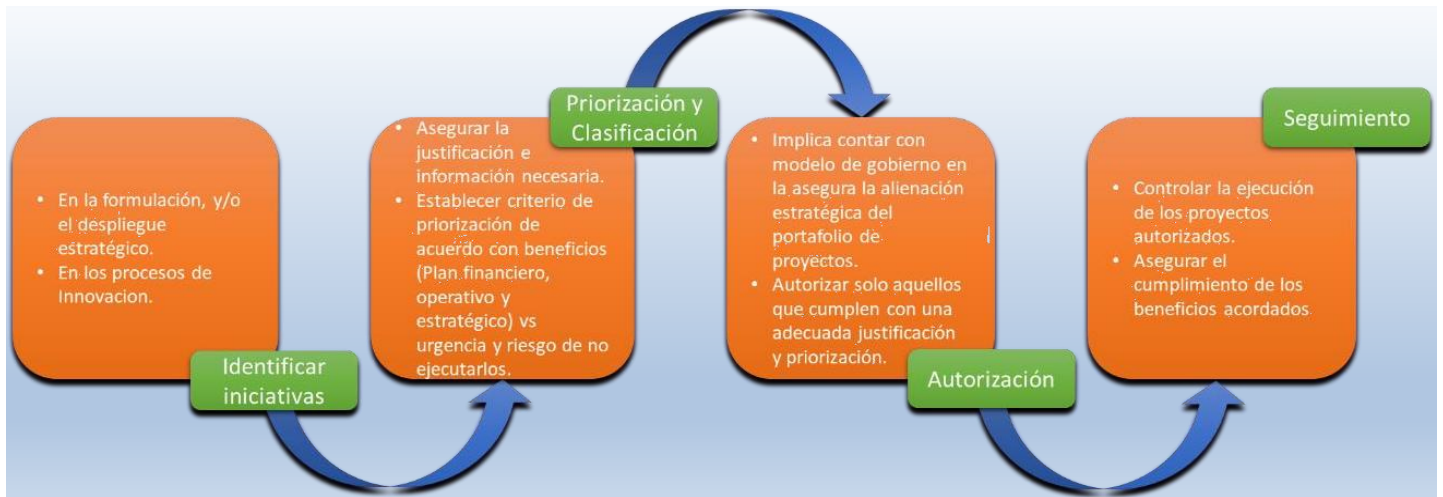 • En la formulación, y/o
el despliegue
estratégico.
• En los procesos de
Innovacion.
Identificar
iniciativas
Priorización y
Clasificación
• Asegurar la
justificación e
información necesaria.
• Establecer criterio de
priorización de
acuerdo con beneficios
(Plan financiero,
operativo y
estratégico) vs
urgencia y riesgo de no
ejecutarlos.
• Implica contar con
modelo de gobierno en
la asegura la alienación
estratégica del
portafolio de
proyectos.
• Autorizar solo aquellos
que cumplen con una
adecuada justificación
y priorización.
Autorización
Seguimiento
• Controlar la ejecución
de los proyectos
autorizados.
• Asegurar el
cumplimiento de los
beneficios acordados